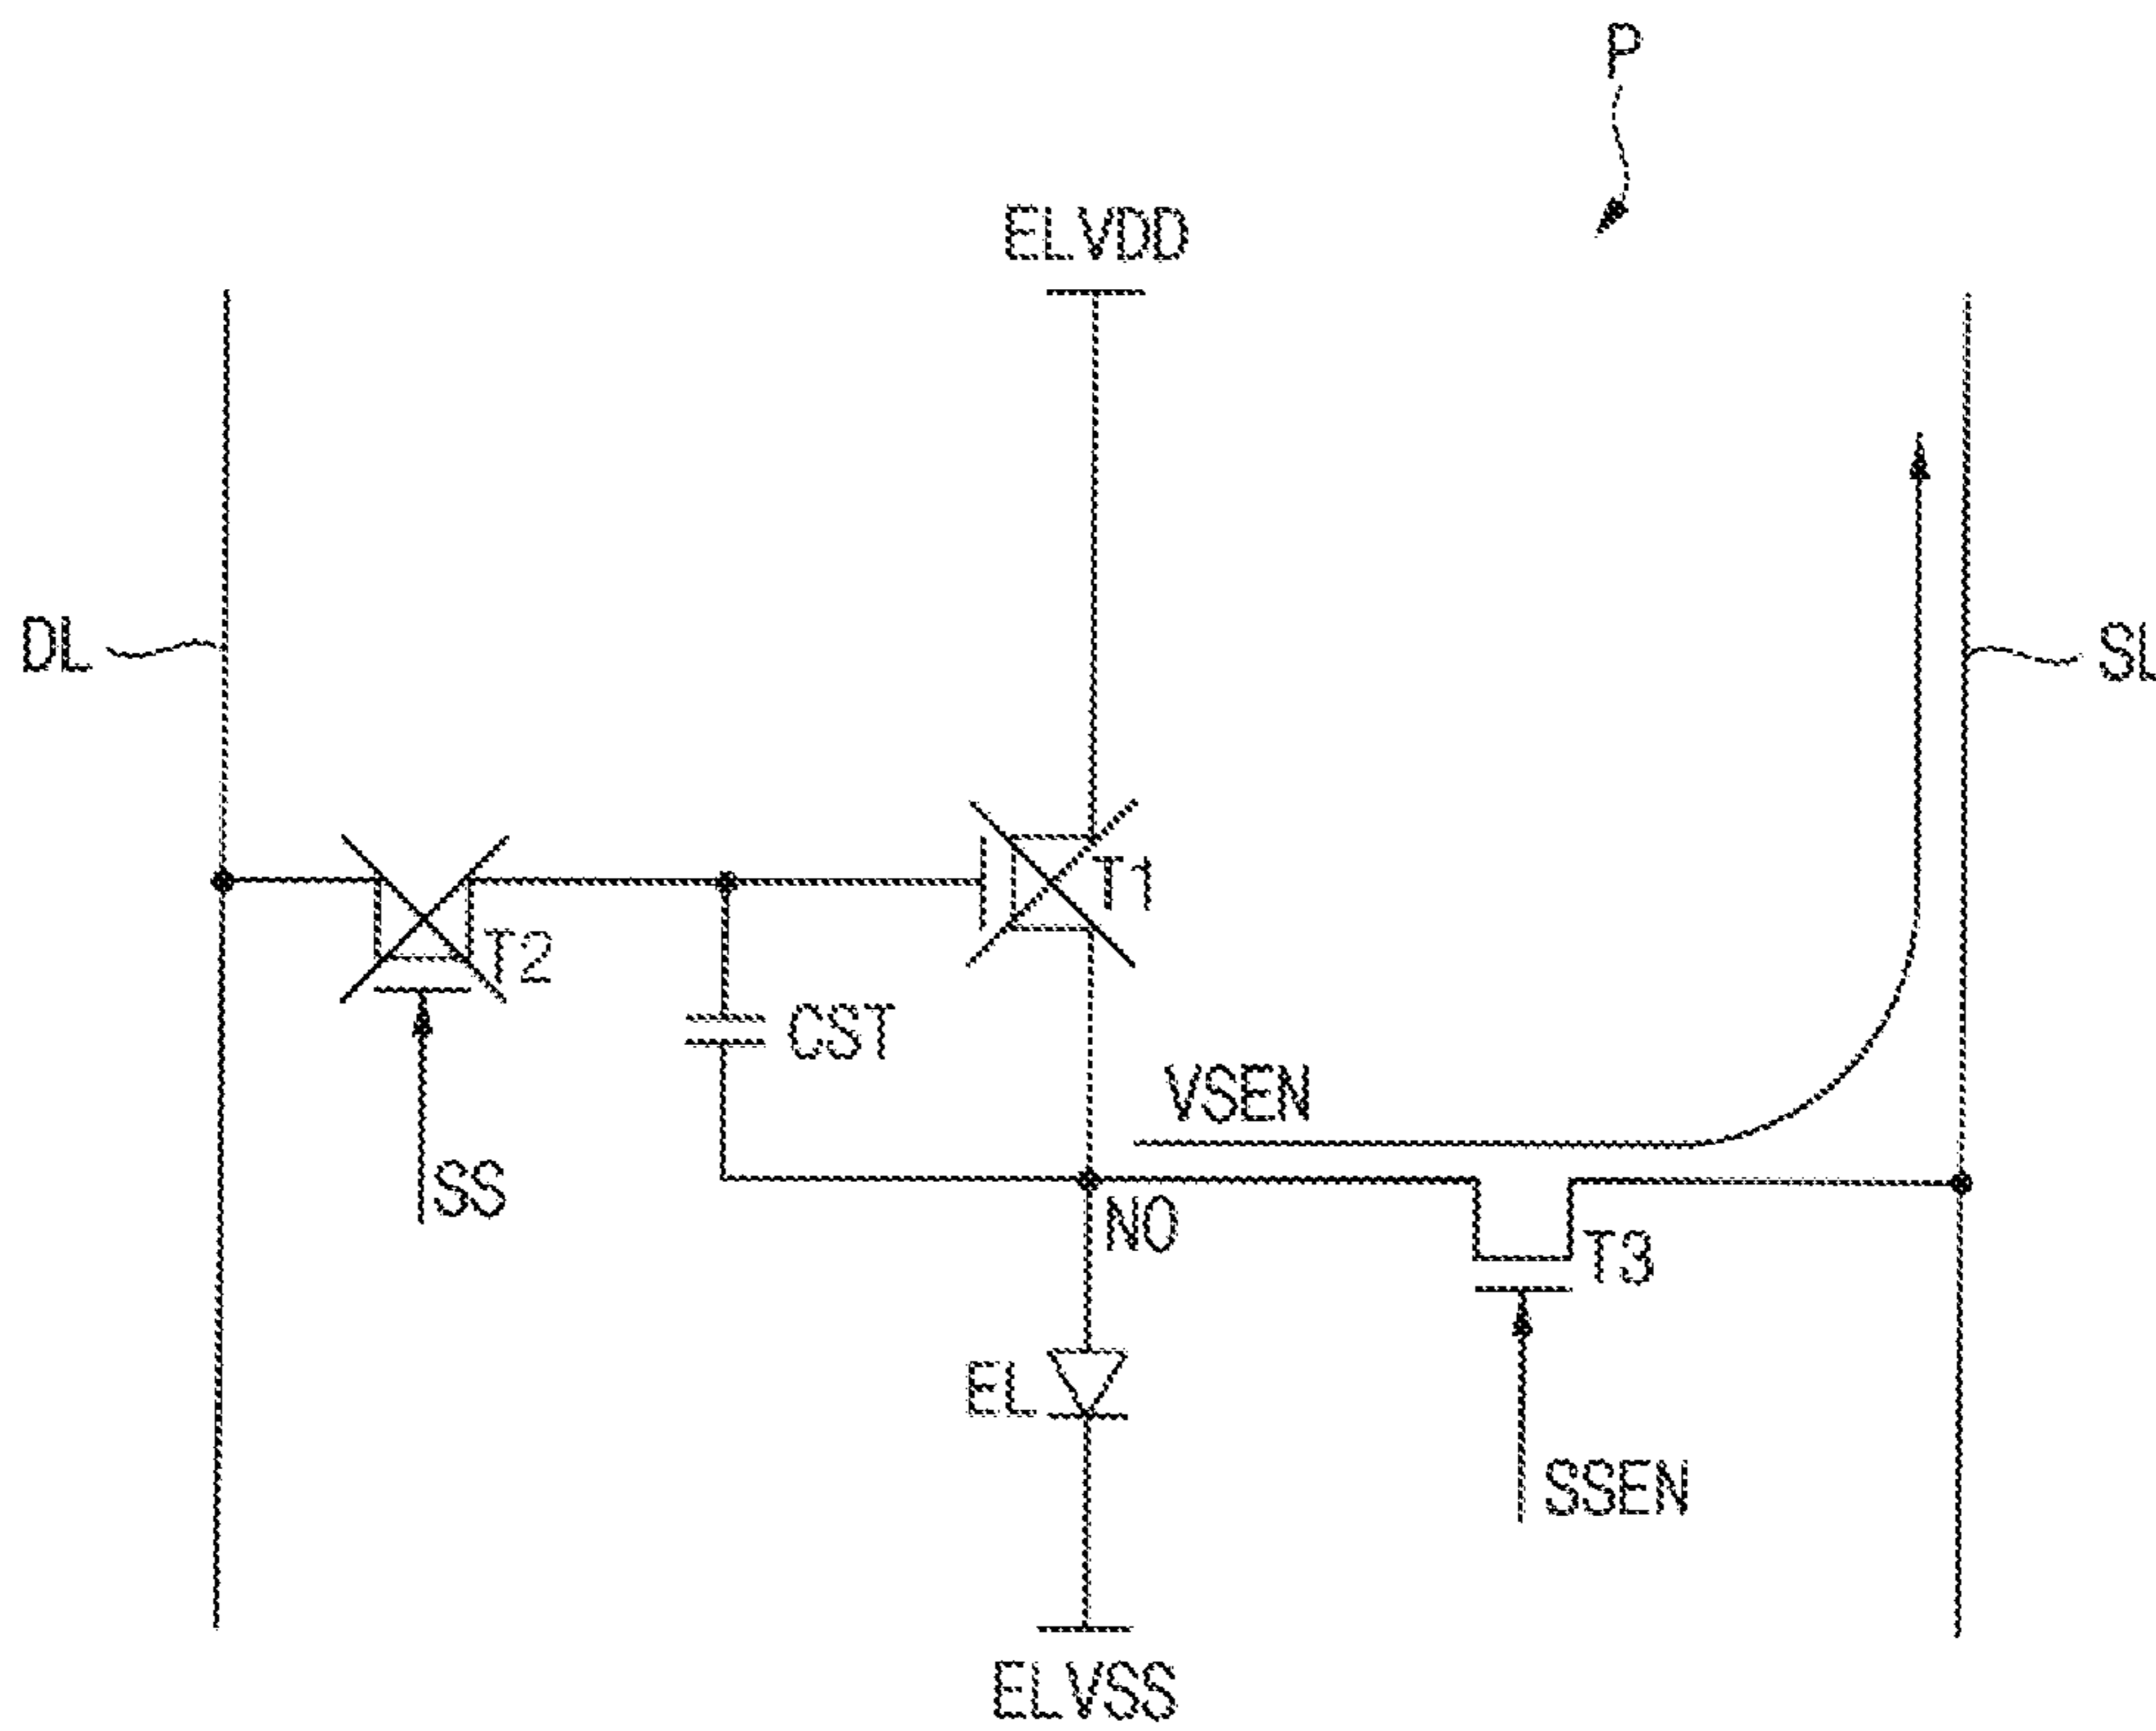 P
ELVDD
DL
SL
T1
T2
CST
VSEN
SS
NO
T3
EL
SSEN
ELVSS